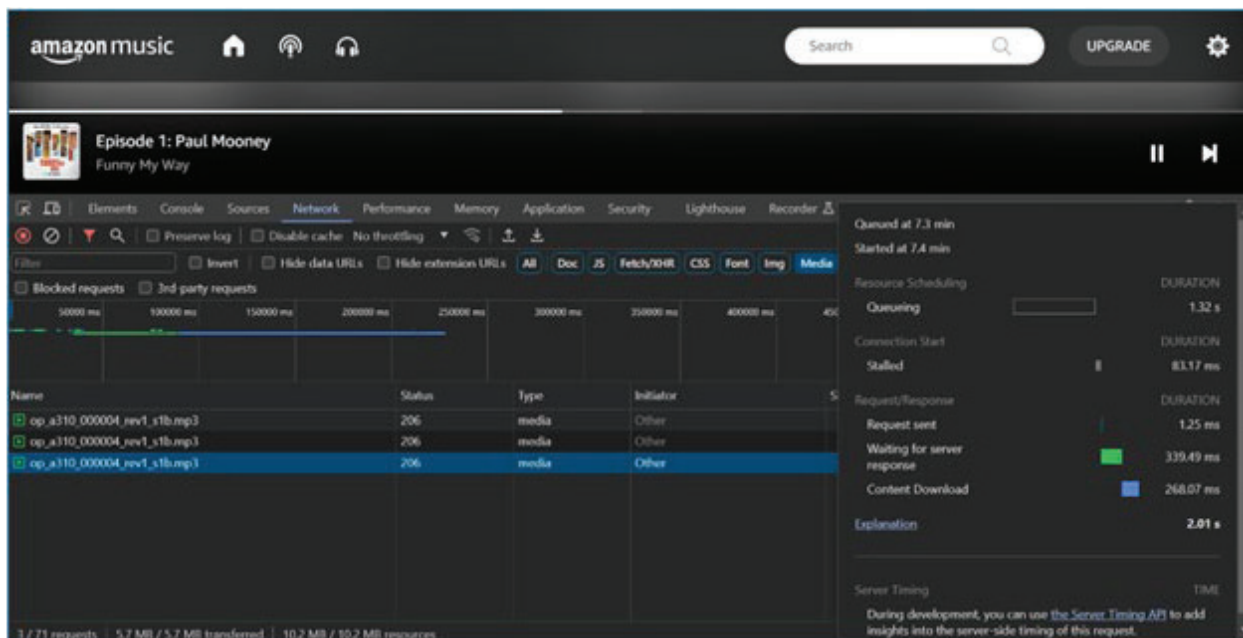 amazon music Search UPGRADE
Episode 1: Paul Mooney
Funny My Way
Elements Console Sources Network Performance Memory Application Security Lighthouse Recorder
Preserve log Disable cache No throttling
Filter Invert Hide data URLs Hide extension URLs All Doc JS Fetch/XHR CSS Font Img Media
Blocked requests 3rd-party requests
50000 ms 100000 ms 150000 ms 200000 ms 250000 ms 300000 ms 350000 ms 400000 ms
Name Status Type Initiator
op_a310_000004_rev1_s1b.mp3 206 media Other
op_a310_000004_rev1_s1b.mp3 206 media Other
op_a310_000004_rev1_s1b.mp3 206 media Other
3 / 71 requests 5.7 MB / 5.7 MB transferred 10.2 MB / 10.2 MB resources
Queued at 7.3 min
Started at 7.4 min
Resource Scheduling DURATION
Queueing 1.32 s
Connection Start DURATION
Stalled 83.17 ms
Request/Response DURATION
Request sent 1.25 ms
Waiting for server
response 339.49 ms
Content Download 268.07 ms
Explanation 2.01 s
Server Timing TIME
During development, you can use the Server Timing API to add
insights into the server-side timing of this request.